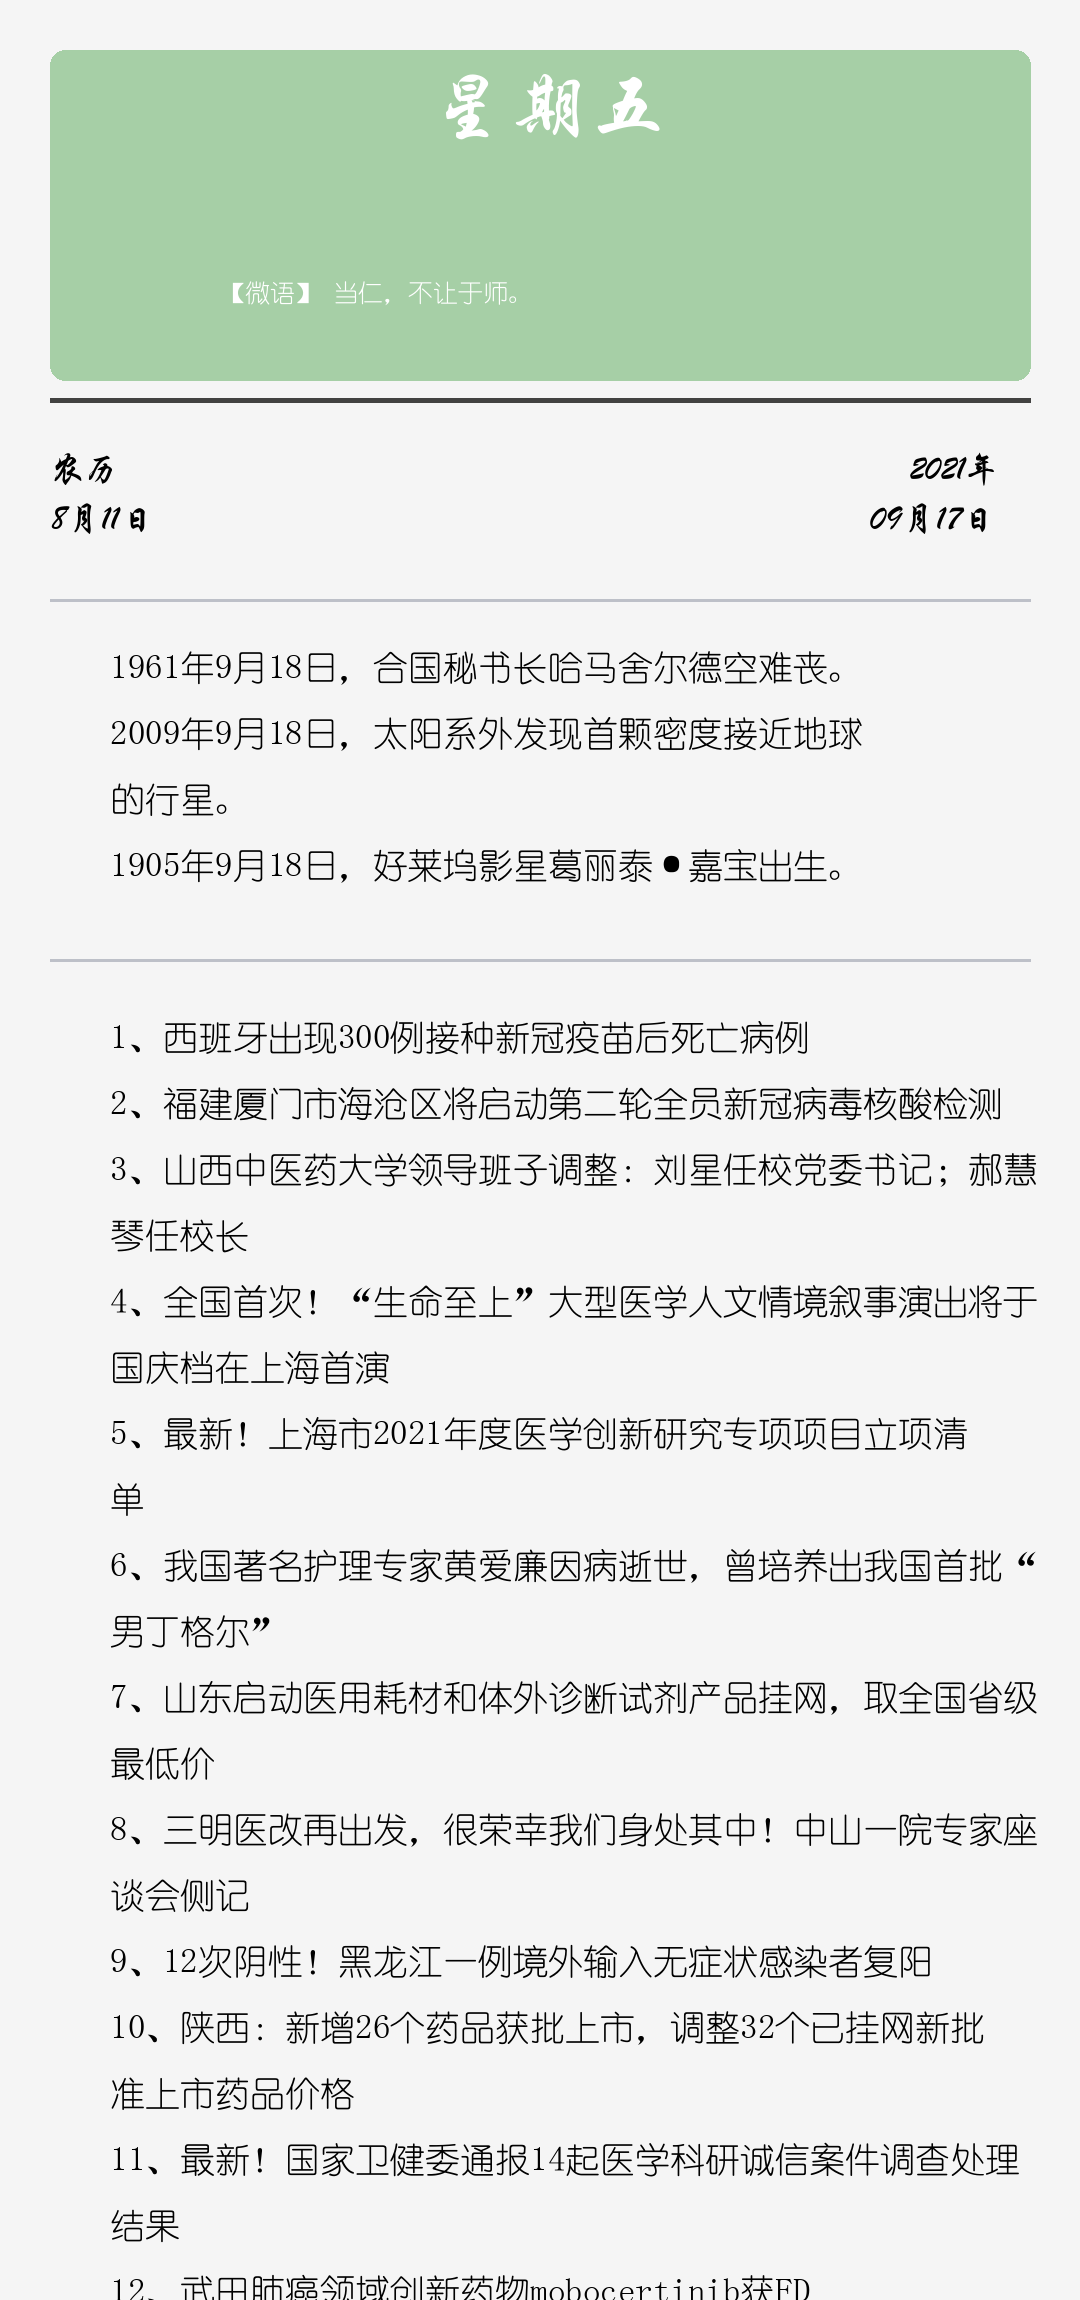 星期五
【微语】 当仁，不让于师。
农历
2021年
8月11日
09月17日
1961年9月18日，合国秘书长哈马舍尔德空难丧。
2009年9月18日，太阳系外发现首颗密度接近地球
的行星。
1905年9月18日，好莱坞影星葛丽泰•嘉宝出生。
1、西班牙出现300例接种新冠疫苗后死亡病例
2、福建厦门市海沧区将启动第二轮全员新冠病毒核酸检测
3、山西中医药大学领导班子调整：刘星任校党委书记；郝慧
琴任校长
4、全国首次！“生命至上”大型医学人文情境叙事演出将于
国庆档在上海首演
5、最新！上海市2021年度医学创新研究专项项目立项清
单
6、我国著名护理专家黄爱廉因病逝世，曾培养出我国首批“
男丁格尔”
7、山东启动医用耗材和体外诊断试剂产品挂网，取全国省级
最低价
8、三明医改再出发，很荣幸我们身处其中！中山一院专家座
谈会侧记
9、12次阴性！黑龙江一例境外输入无症状感染者复阳
10、陕西：新增26个药品获批上市，调整32个已挂网新批
准上市药品价格
11、最新！国家卫健委通报14起医学科研诚信案件调查处理
结果
12、武田肺癌领域创新药物mobocertinib获FD